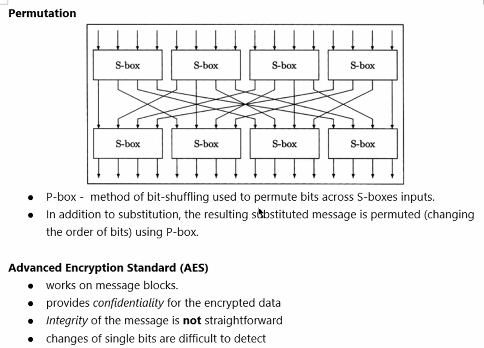 Permutation
S-box S-box S-box S-box
S-box S-box S-box S-box
• P-box - method of bit-shuffling used to permute bits across S-boxes inputs.
• In addition to substitution, the resulting substituted message is permuted (changing
the order of bits) using P-box.
Advanced Encryption Standard (AES)
• works on message blocks.
• provides confidentiality for the encrypted data
• Integrity of the message is not straightforward
• changes of single bits are difficult to detect